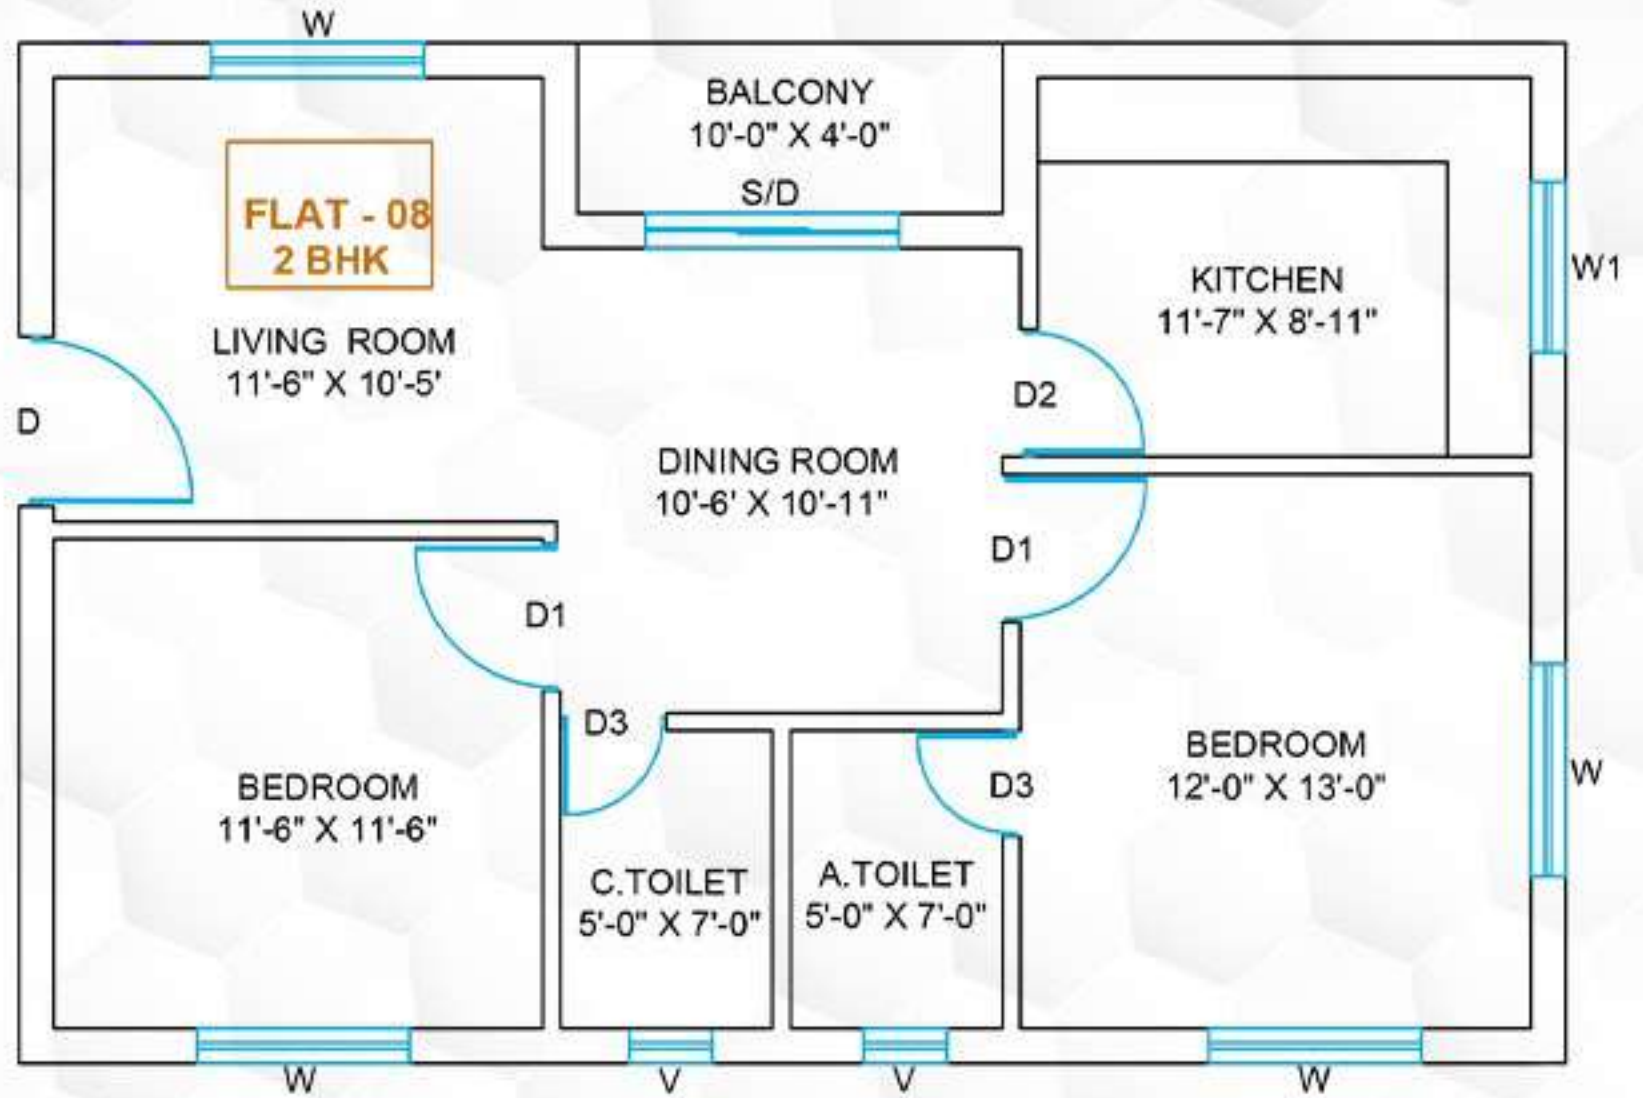 W
BALCONY
10'-0" X 4'-0"
S/D
FLAT - 08
2 BHK
LIVING ROOM
11'-6" X 10'-5'
D
KITCHEN
11'-7" X 8'-11"
W1
D2
DINING ROOM
10'-6' X 10'-11"
D1
D1
D3
BEDROOM
11'-6" X 11'-6"
C.TOILET
5'-0" X 7'-0"
A.TOILET
5'-0" X 7'-0"
D3
BEDROOM
12'-0" X 13'-0"
W
W
V
V
W